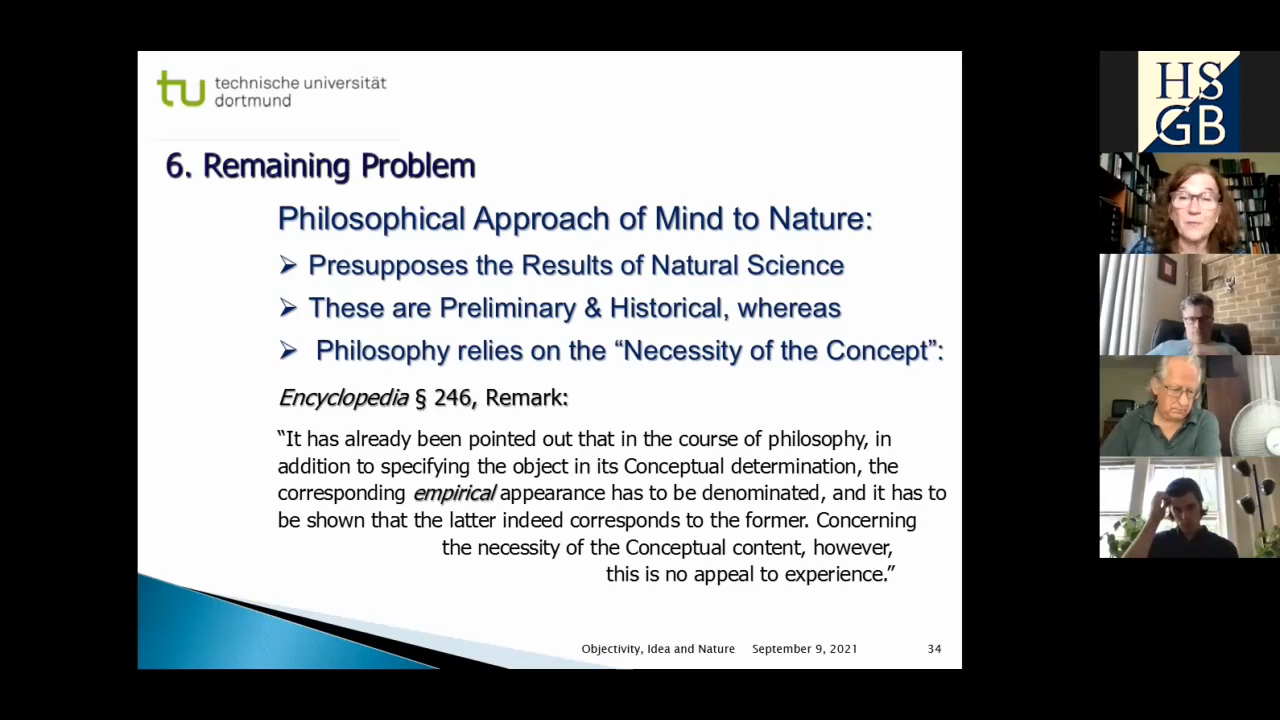 technische universität
dortmund
6. Remaining Problem
Philosophical Approach of Mind to Nature:
➢ Presupposes the Results of Natural Science
➢ These are Preliminary & Historical, whereas
➢ Philosophy relies on the “Necessity of the Concept”:
Encyclopedia § 246, Remark:
“It has already been pointed out that in the course of philosophy, in
addition to specifying the object in its Conceptual determination, the
corresponding empirical appearance has to be denominated, and it has to
be shown that the latter indeed corresponds to the former. Concerning
the necessity of the Conceptual content, however,
this is no appeal to experience.”
Objectivity, Idea and Nature September 9, 2021 34
HS
GB